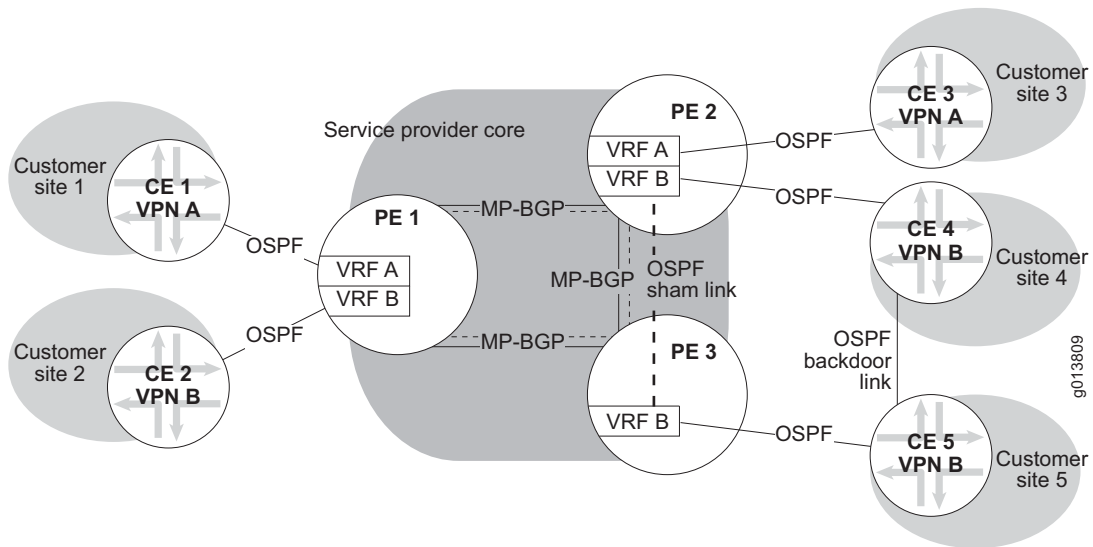 Service provider core
Customer
site 1
CE 1
VPN A
OSPF
Customer
site 2
CE 2
VPN B
OSPF
PE 1
VRF A
VRF B
MP-BGP
MP-BGP
MP-BGP
OSPF
sham link
PE 2
VRF A
VRF B
PE 3
VRF B
OSPF
OSPF
OSPF
CE 3
VPN A
Customer
site 3
CE 4
VPN B
Customer
site 4
OSPF
backdoor
link
CE 5
VPN B
Customer
site 5
g013809